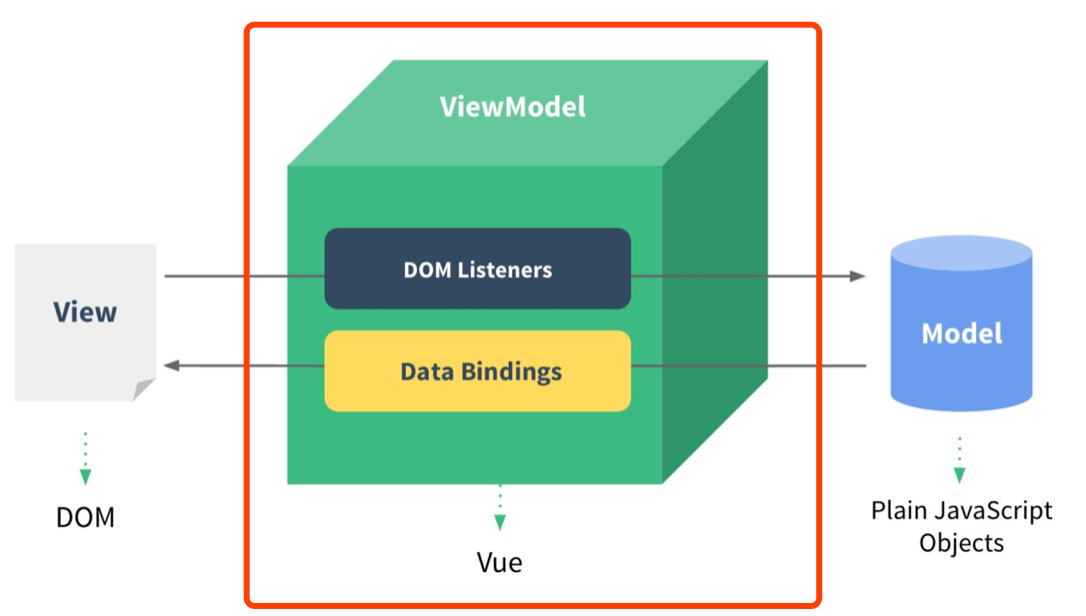 ViewModel
DOM Listeners
View
Model
Data Bindings
DOM
Plain JavaScript
Objects
Vue